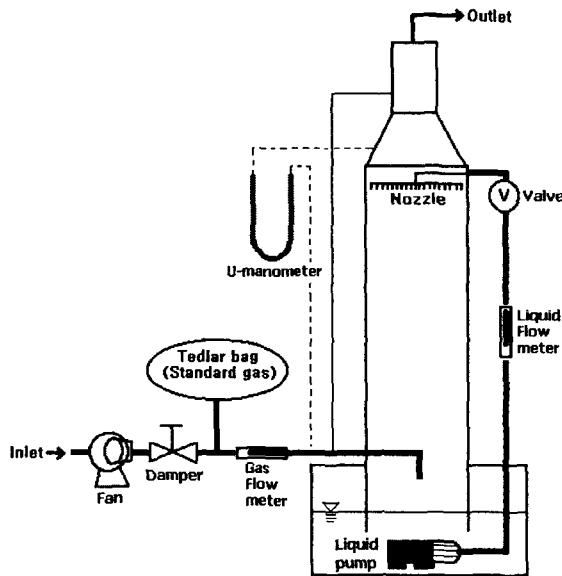 Outlet
Nozzle
V
Valve
U-manometer
Liquid
Flow
meter
Tedlar bag
(Standard gas)
Inlet
Fan
Damper
Gas
Flow
meter
Liquid
pump